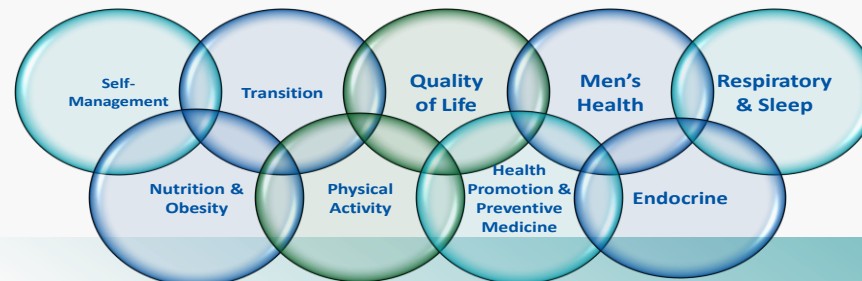 Self-
Management
Transition
Quality
of Life
Men's
Health
Respiratory
& Sleep
Nutrition &
Obesity
Physical
Activity
Health
Promotion &
Preventive
Medicine
Endocrine